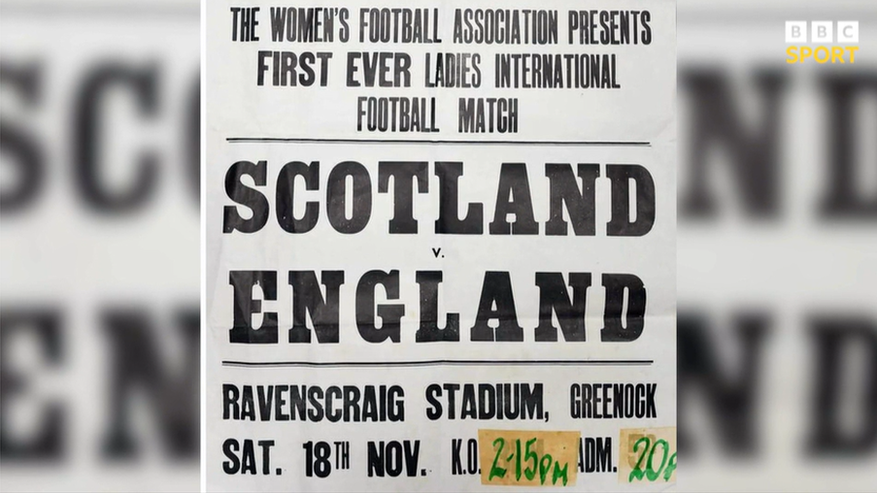 BBC
SPORT
THE WOMEN'S FOOTBALL ASSOCIATION PRESENTS
FIRST EVER LADIES INTERNATIONAL
FOOTBALL MATCH
SCOTLAND
v.
ENGLAND
RAVENSCRAIG STADIUM, GREENOCK
SAT. 18TH NOV. K.O. 2-15PM ADM. 20P